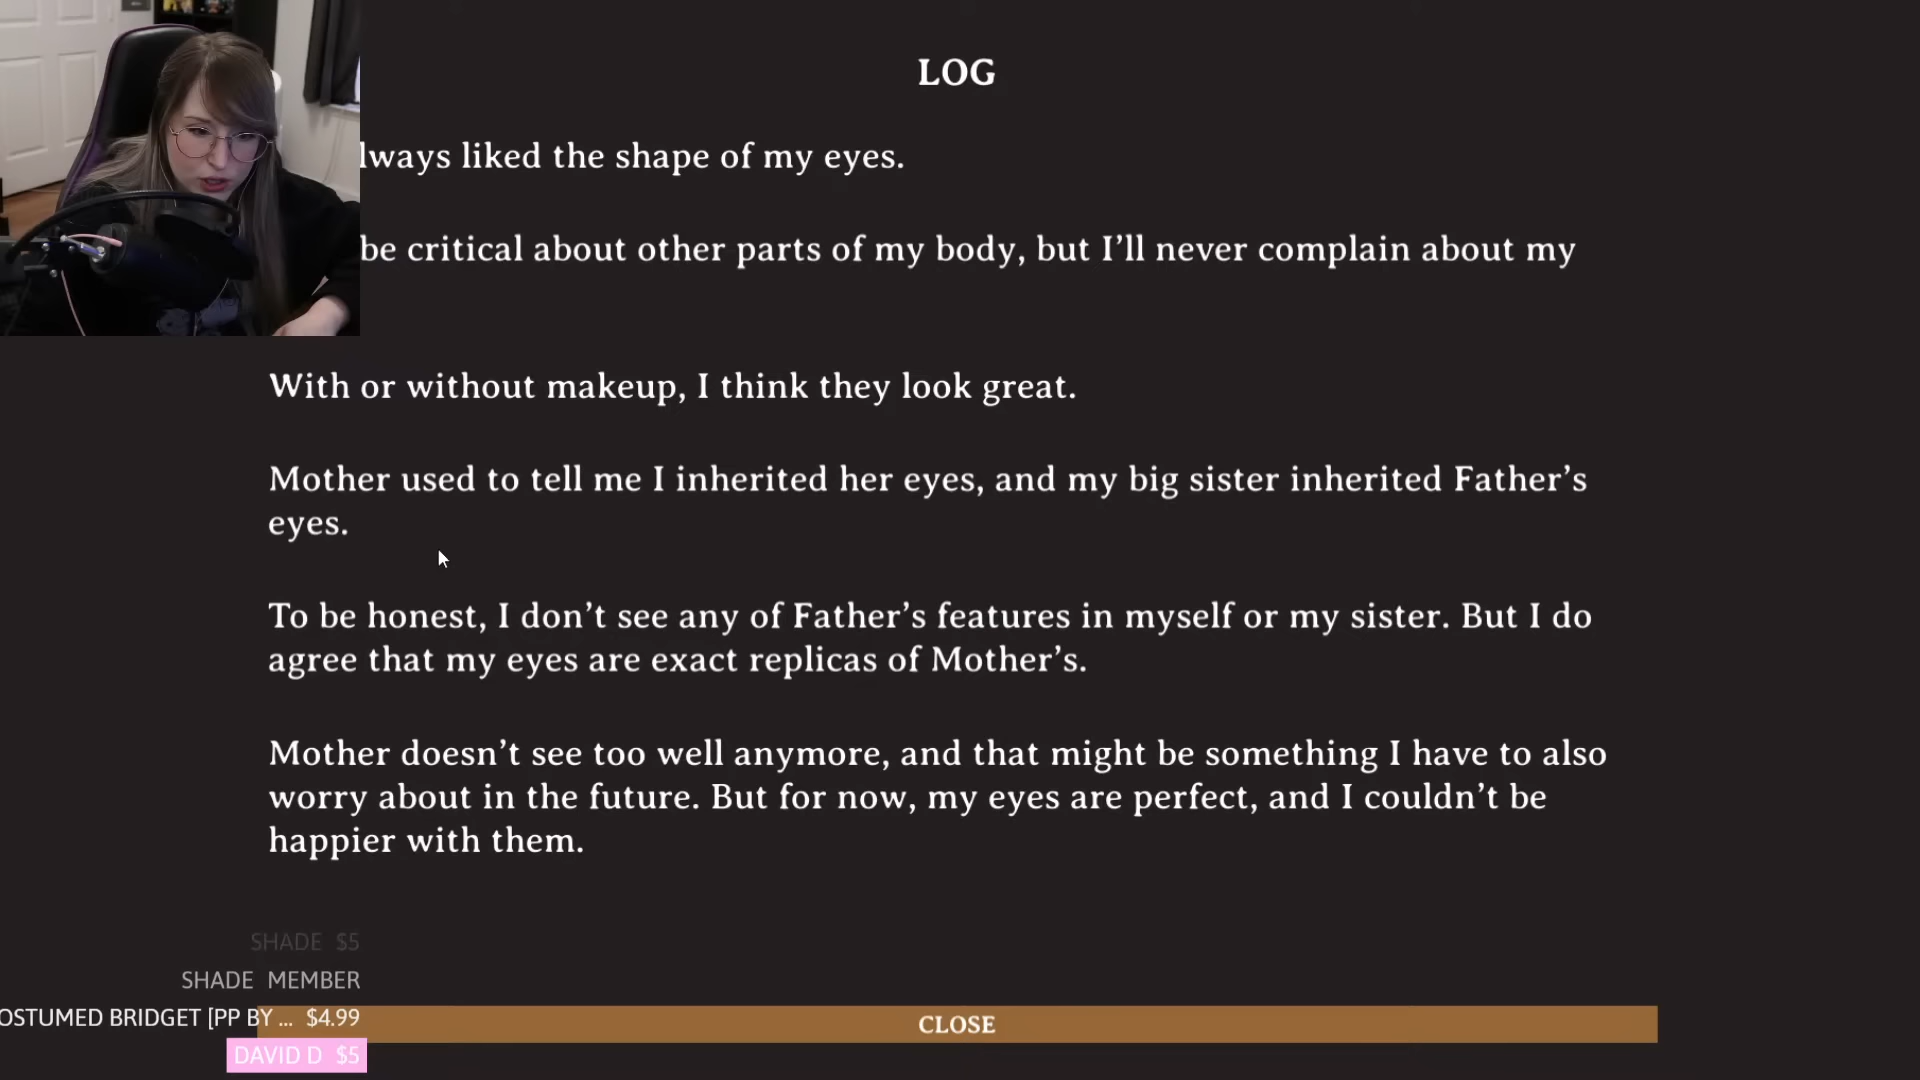 LOG
lways liked the shape of my eyes.
be critical about other parts of my body, but I’ll never complain about my
With or without makeup, I think they look great.
Mother used to tell me I inherited her eyes, and my big sister inherited Father’s
eyes.
To be honest, I don’t see any of Father’s features in myself or my sister. But I do
agree that my eyes are exact replicas of Mother’s.
Mother doesn’t see too well anymore, and that might be something I have to also
worry about in the future. But for now, my eyes are perfect, and I couldn’t be
happier with them.
SHADE $5
SHADE MEMBER
OSTUMED BRIDGET [PP BY ... $4.99
DAVID D $5
CLOSE